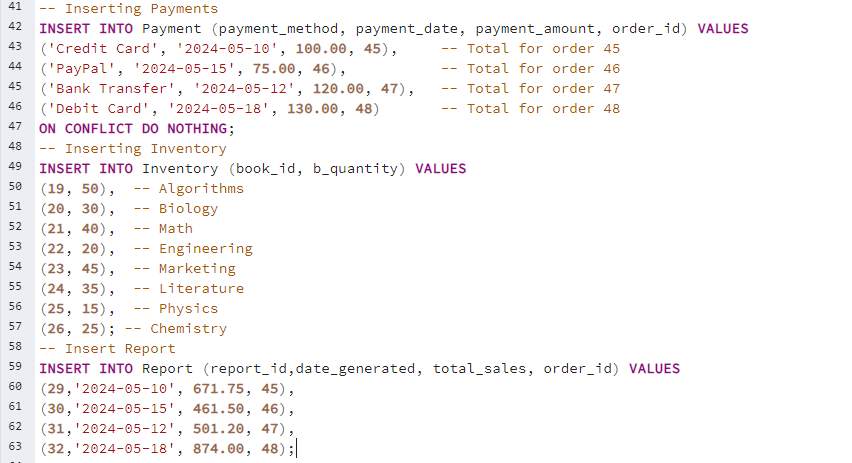 41 -- Inserting Payments
42 INSERT INTO Payment (payment_method, payment_date, payment_amount, order_id) VALUES
43 ('Credit Card', '2024-05-10', 100.00, 45),     -- Total for order 45
44 ('PayPal', '2024-05-15', 75.00, 46),           -- Total for order 46
45 ('Bank Transfer', '2024-05-12', 120.00, 47),   -- Total for order 47
46 ('Debit Card', '2024-05-18', 130.00, 48)       -- Total for order 48
47 ON CONFLICT DO NOTHING;
48 -- Inserting Inventory
49 INSERT INTO Inventory (book_id, b_quantity) VALUES
50 (19, 50),  -- Algorithms
51 (20, 30),  -- Biology
52 (21, 40),  -- Math
53 (22, 20),  -- Engineering
54 (23, 45),  -- Marketing
55 (24, 35),  -- Literature
56 (25, 15),  -- Physics
57 (26, 25); -- Chemistry
58 -- Insert Report
59 INSERT INTO Report (report_id,date_generated, total_sales, order_id) VALUES
60 (29,'2024-05-10', 671.75, 45),
61 (30,'2024-05-15', 461.50, 46),
62 (31,'2024-05-12', 501.20, 47),
63 (32,'2024-05-18', 874.00, 48);